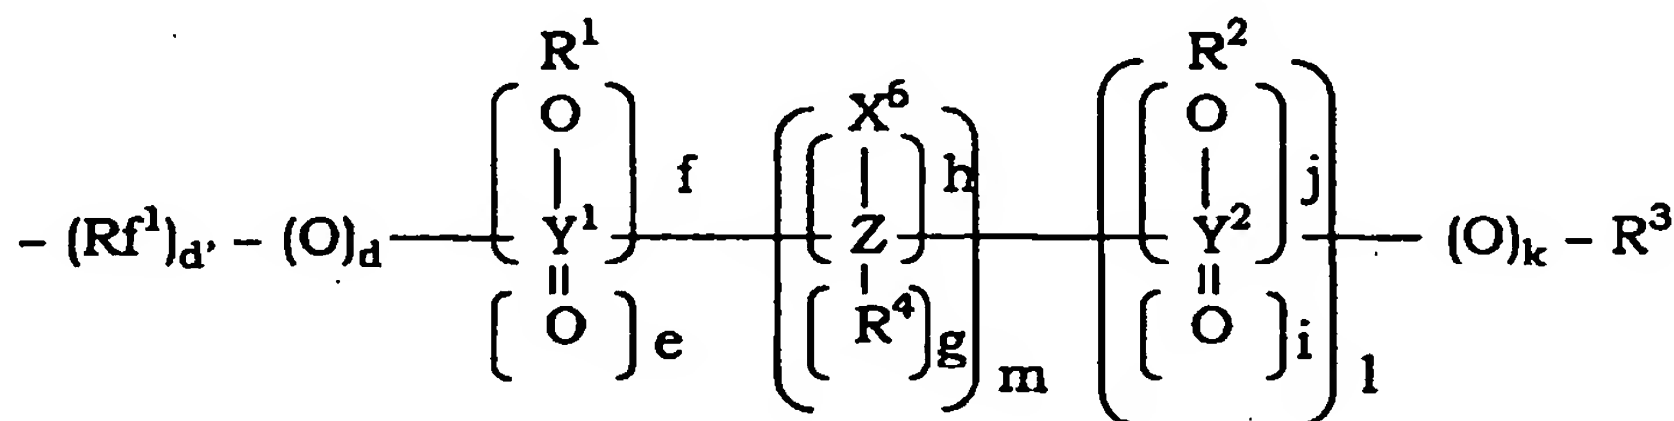 R¹ R²
O X⁶ O
f h j
– (Rf¹)d' – (O)d Y¹ Z Y² (O)k – R³
O e R⁴ g O i
m l